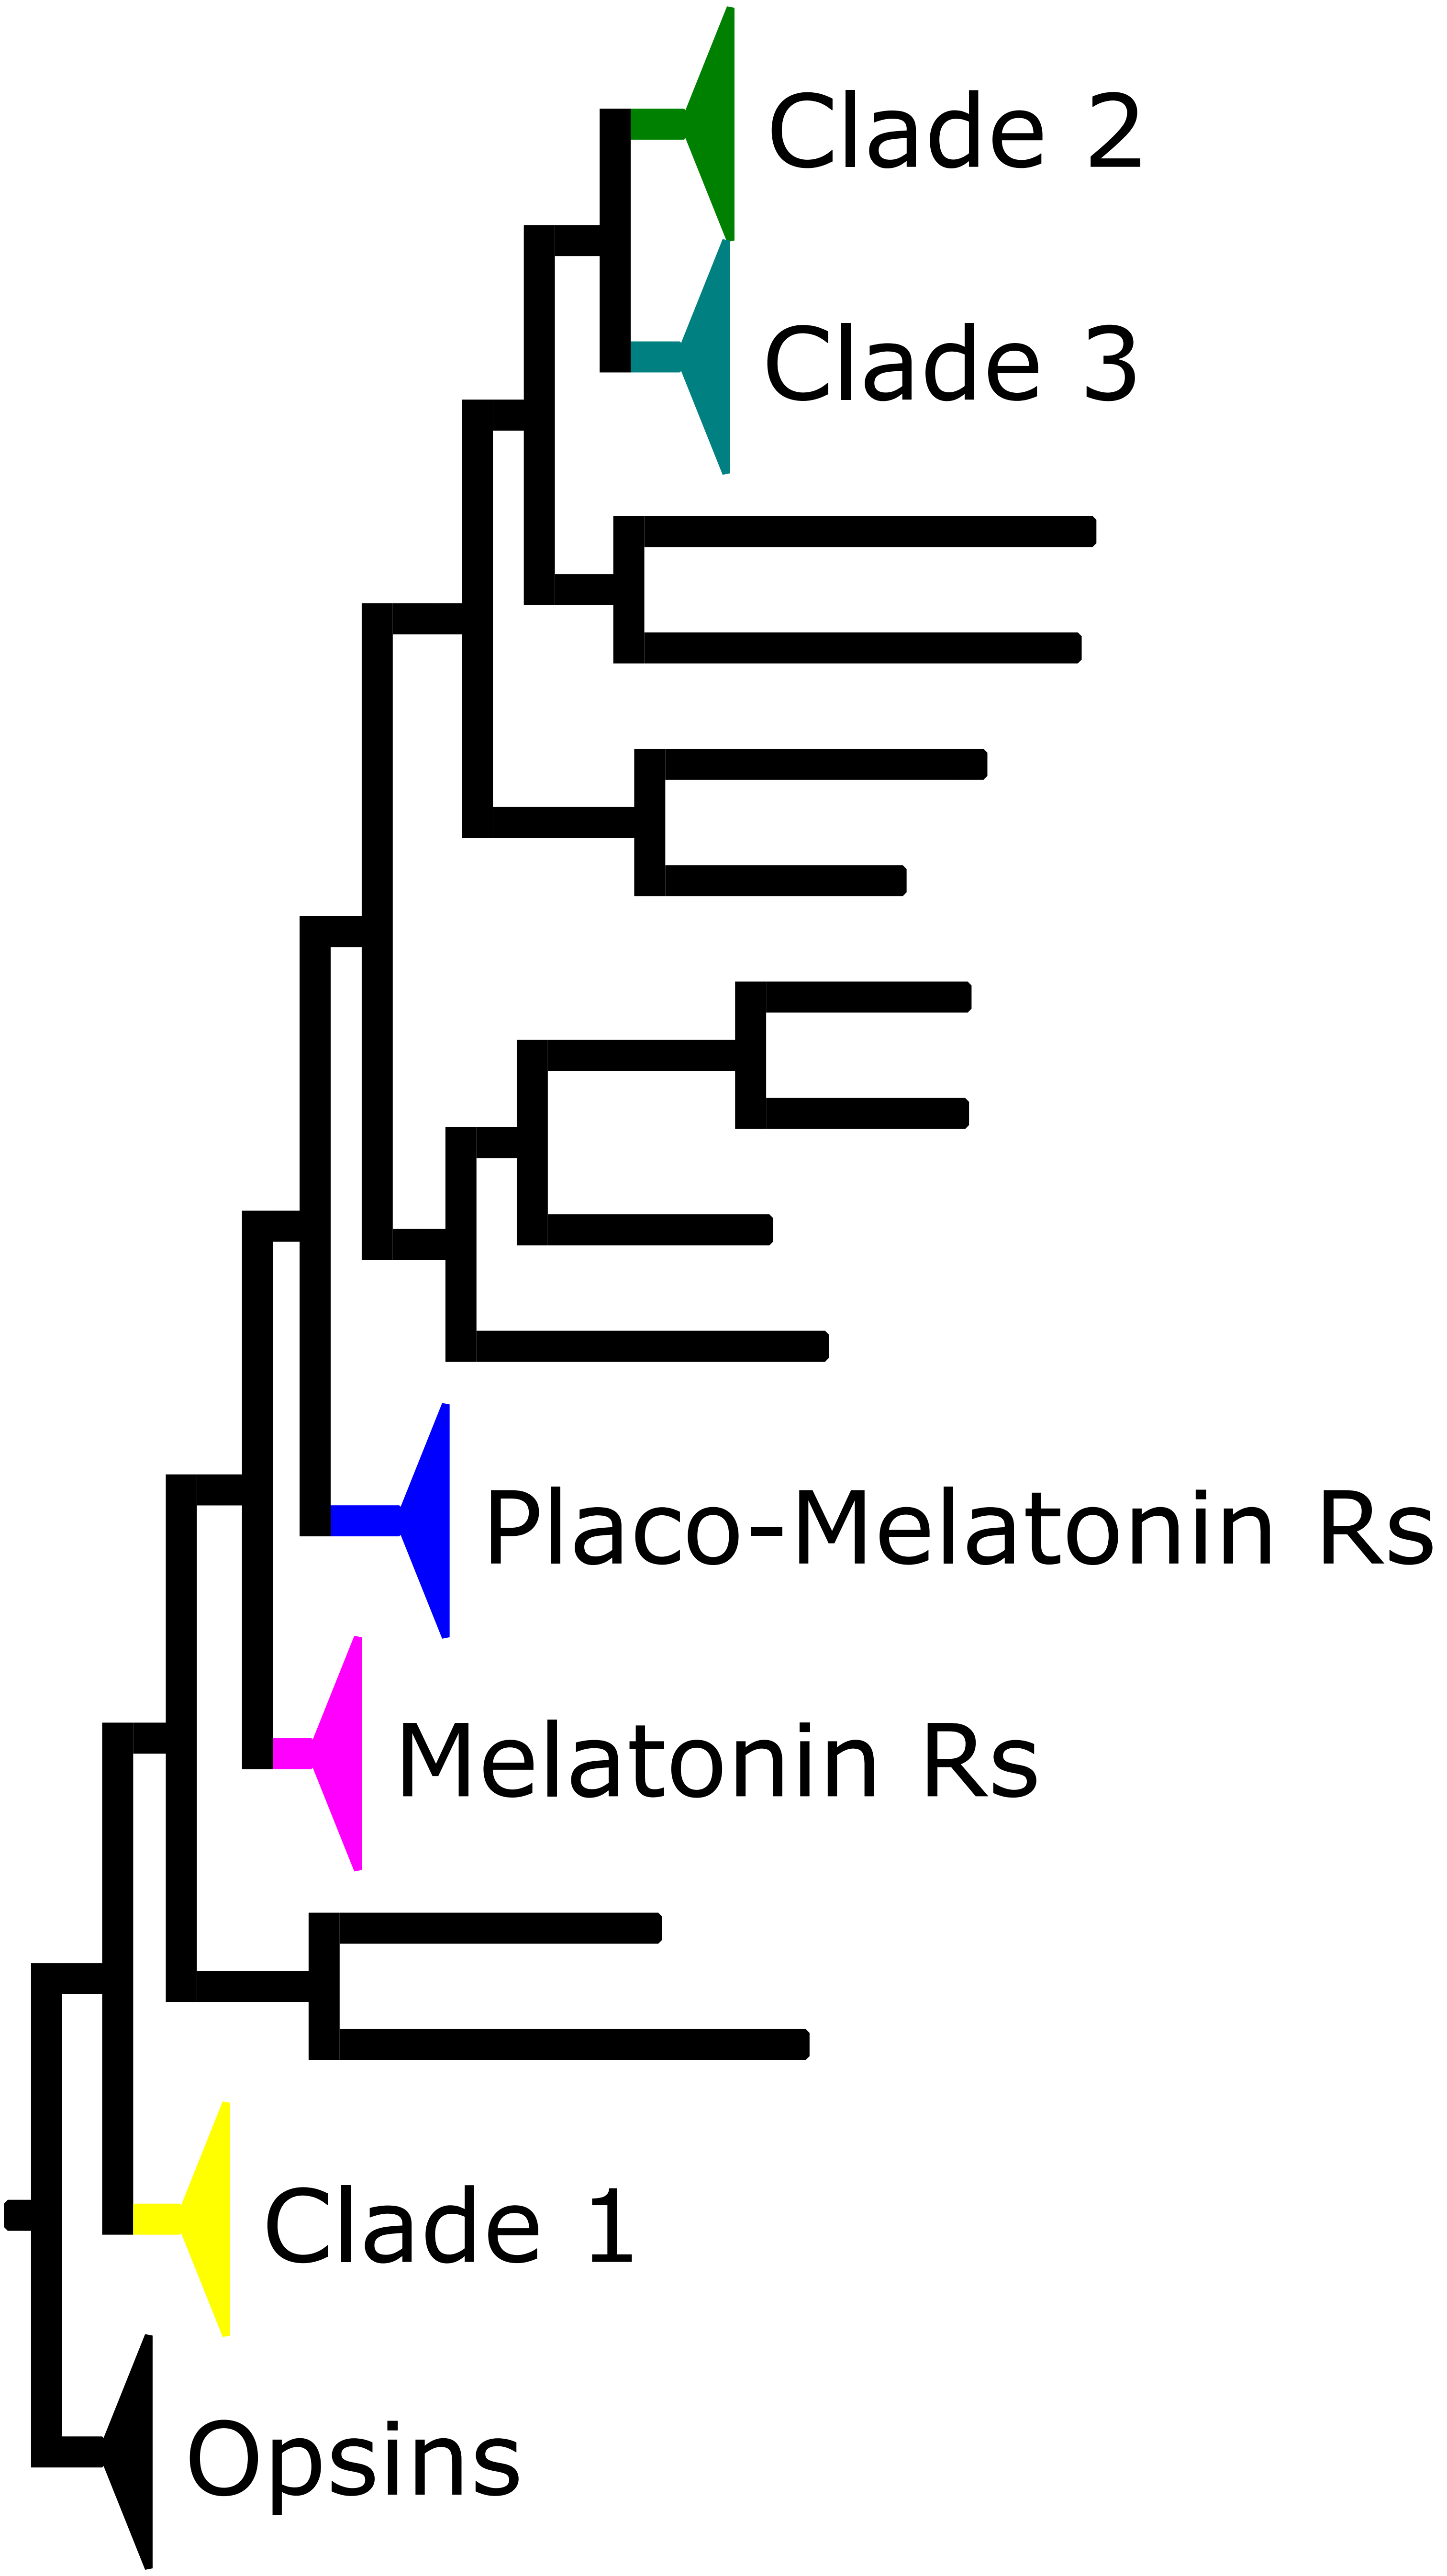 Clade 2
Clade 3
Placo-Melatonin Rs
Melatonin Rs
Clade 1
Opsins